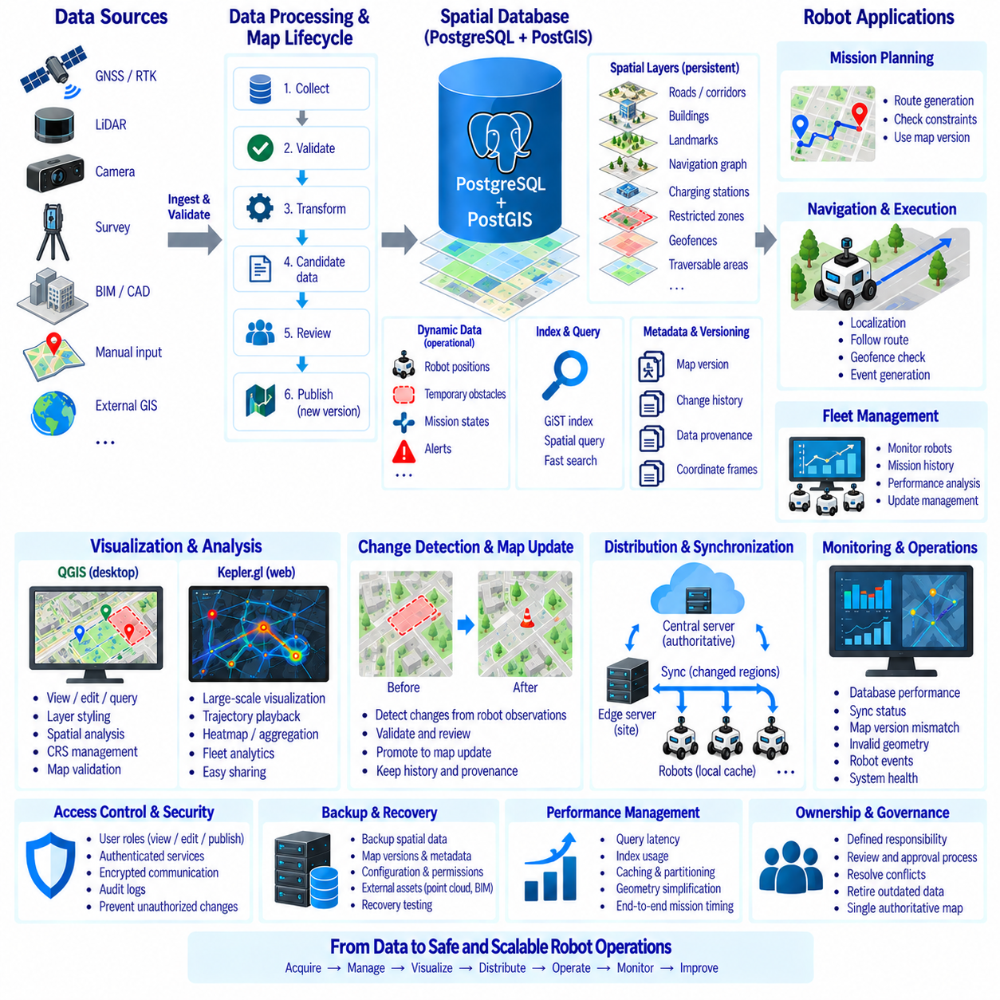 Data Sources
GNSS / RTK
LiDAR
Camera
Survey
BIM / CAD
Manual input
External GIS
...
Ingest &
Validate
Data Processing &
Map Lifecycle
1. Collect
2. Validate
3. Transform
4. Candidate
data
5. Review
6. Publish
(new version)
Spatial Database
(PostgreSQL + PostGIS)
PostgreSQL
+
PostGIS
Spatial Layers (persistent)
Roads / corridors
Buildings
Landmarks
Navigation graph
Charging stations
Restricted zones
Geofences
Traversable areas
...
Dynamic Data
(operational)
Robot positions
Temporary obstacles
Mission states
Alerts
...
Index & Query
GiST index
Spatial query
Fast search
Metadata & Versioning
Map version
Change history
Data provenance
Coordinate frames
Robot Applications
Mission Planning
• Route generation
• Check constraints
• Use map version
Navigation & Execution
• Localization
• Follow route
• Geofence check
• Event generation
Fleet Management
• Monitor robots
• Mission history
• Performance analysis
• Update management
Visualization & Analysis
QGIS (desktop)
• View / edit / query
• Layer styling
• Spatial analysis
• CRS management
• Map validation
Kepler.gl (web)
• Large-scale visualization
• Trajectory playback
• Heatmap / aggregation
• Fleet analytics
• Easy sharing
Change Detection & Map Update
Before
After
• Detect changes from robot observations
• Validate and review
• Promote to map update
• Keep history and provenance
Distribution & Synchronization
Central server
(authoritative)
Sync (changed regions)
Edge server
(site)
Robots (local cache)
...
Monitoring & Operations
• Database performance
• Sync status
• Map version mismatch
• Invalid geometry
• Robot events
• System health
Access Control & Security
• User roles (view / edit / publish)
• Authenticated services
• Encrypted communication
• Audit logs
• Prevent unauthorized changes
Backup & Recovery
• Backup spatial data
• Map versions & metadata
• Configuration & permissions
• External assets (point cloud, BIM)
• Recovery testing
Performance Management
• Query latency
• Index usage
• Caching & partitioning
• Geometry simplification
• End-to-end mission timing
Ownership & Governance
• Defined responsibility
• Review and approval process
• Resolve conflicts
• Retire outdated data
• Single authoritative map
From Data to Safe and Scalable Robot Operations
Acquire → Manage → Visualize → Distribute → Operate → Monitor → Improve